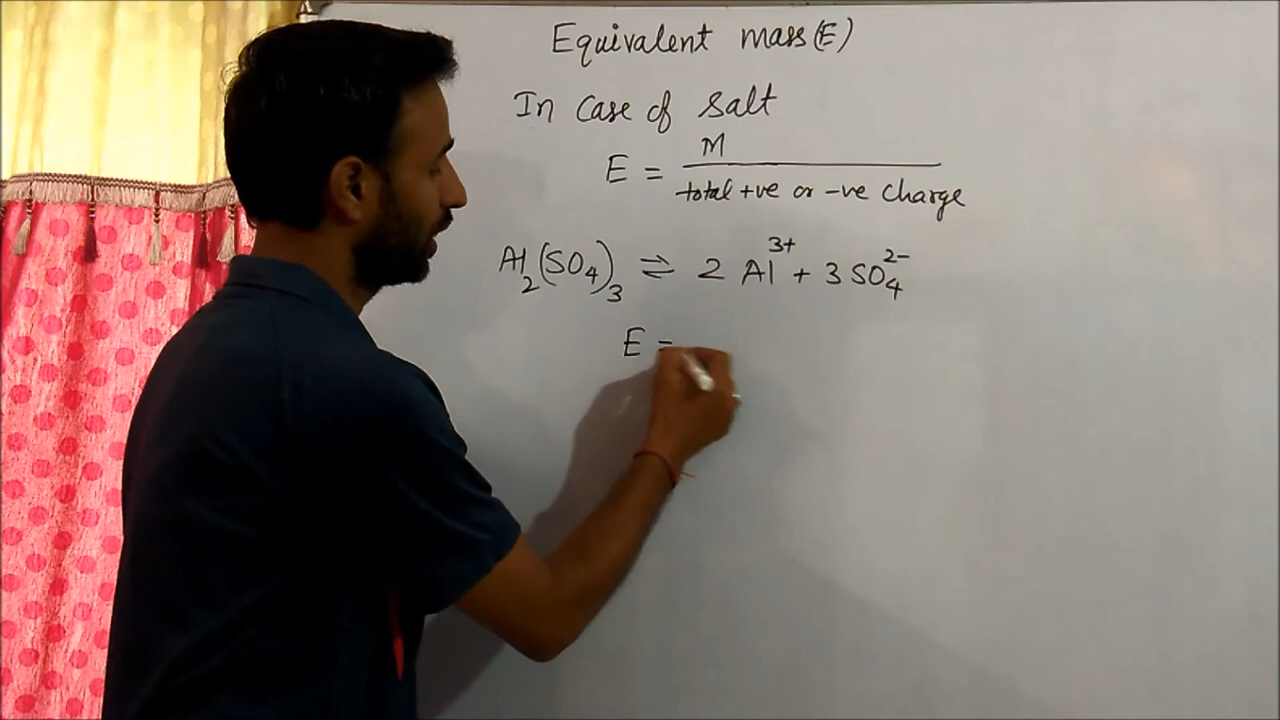 Equivalent mass(E)
In Case of Salt
E = M / total +ve or -ve Charge
Al2(SO4)3 ⇌ 2 Al3+ + 3 SO42-
E =